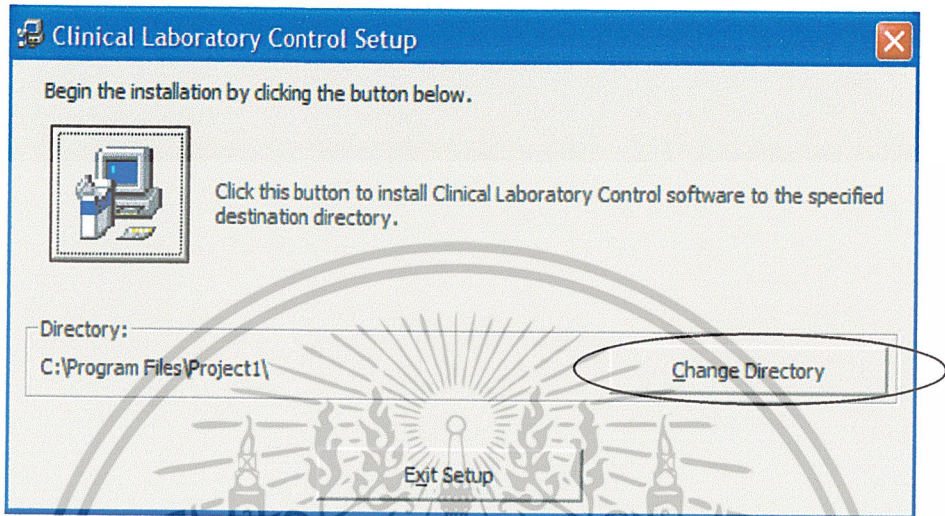 Clinical Laboratory Control Setup
Begin the installation by clicking the button below.
Click this button to install Clinical Laboratory Control software to the specified
destination directory.
Directory:
C:\Program Files\Project1\
Change Directory
Exit Setup